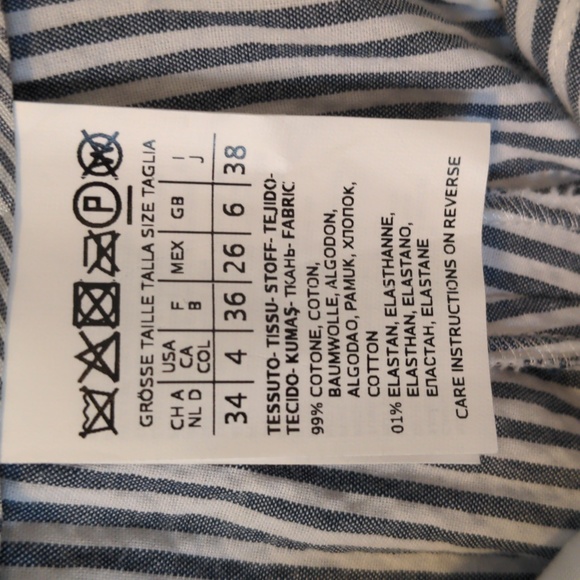 P
GRÖSSE TAILLE TALLA SIZE TAGLIA
CH A USA F MEX GB I
NL D CA B J
COL
34 4 36 26 6 38
TESSUTO- TISSU- STOFF- TEJIDO-
TECIDO- KUMAŞ- ТКАНЬ- FABRIC
99% COTONE, COTON,
BAUMWOLLE, ALGODON,
ALGODAO, PAMUK, ХЛОПОК,
COTTON
01% ELASTAN, ELASTHANNE,
ELASTHAN, ELASTANO,
ЕПАСТАН, ELASTANE
CARE INSTRUCTIONS ON REVERSE